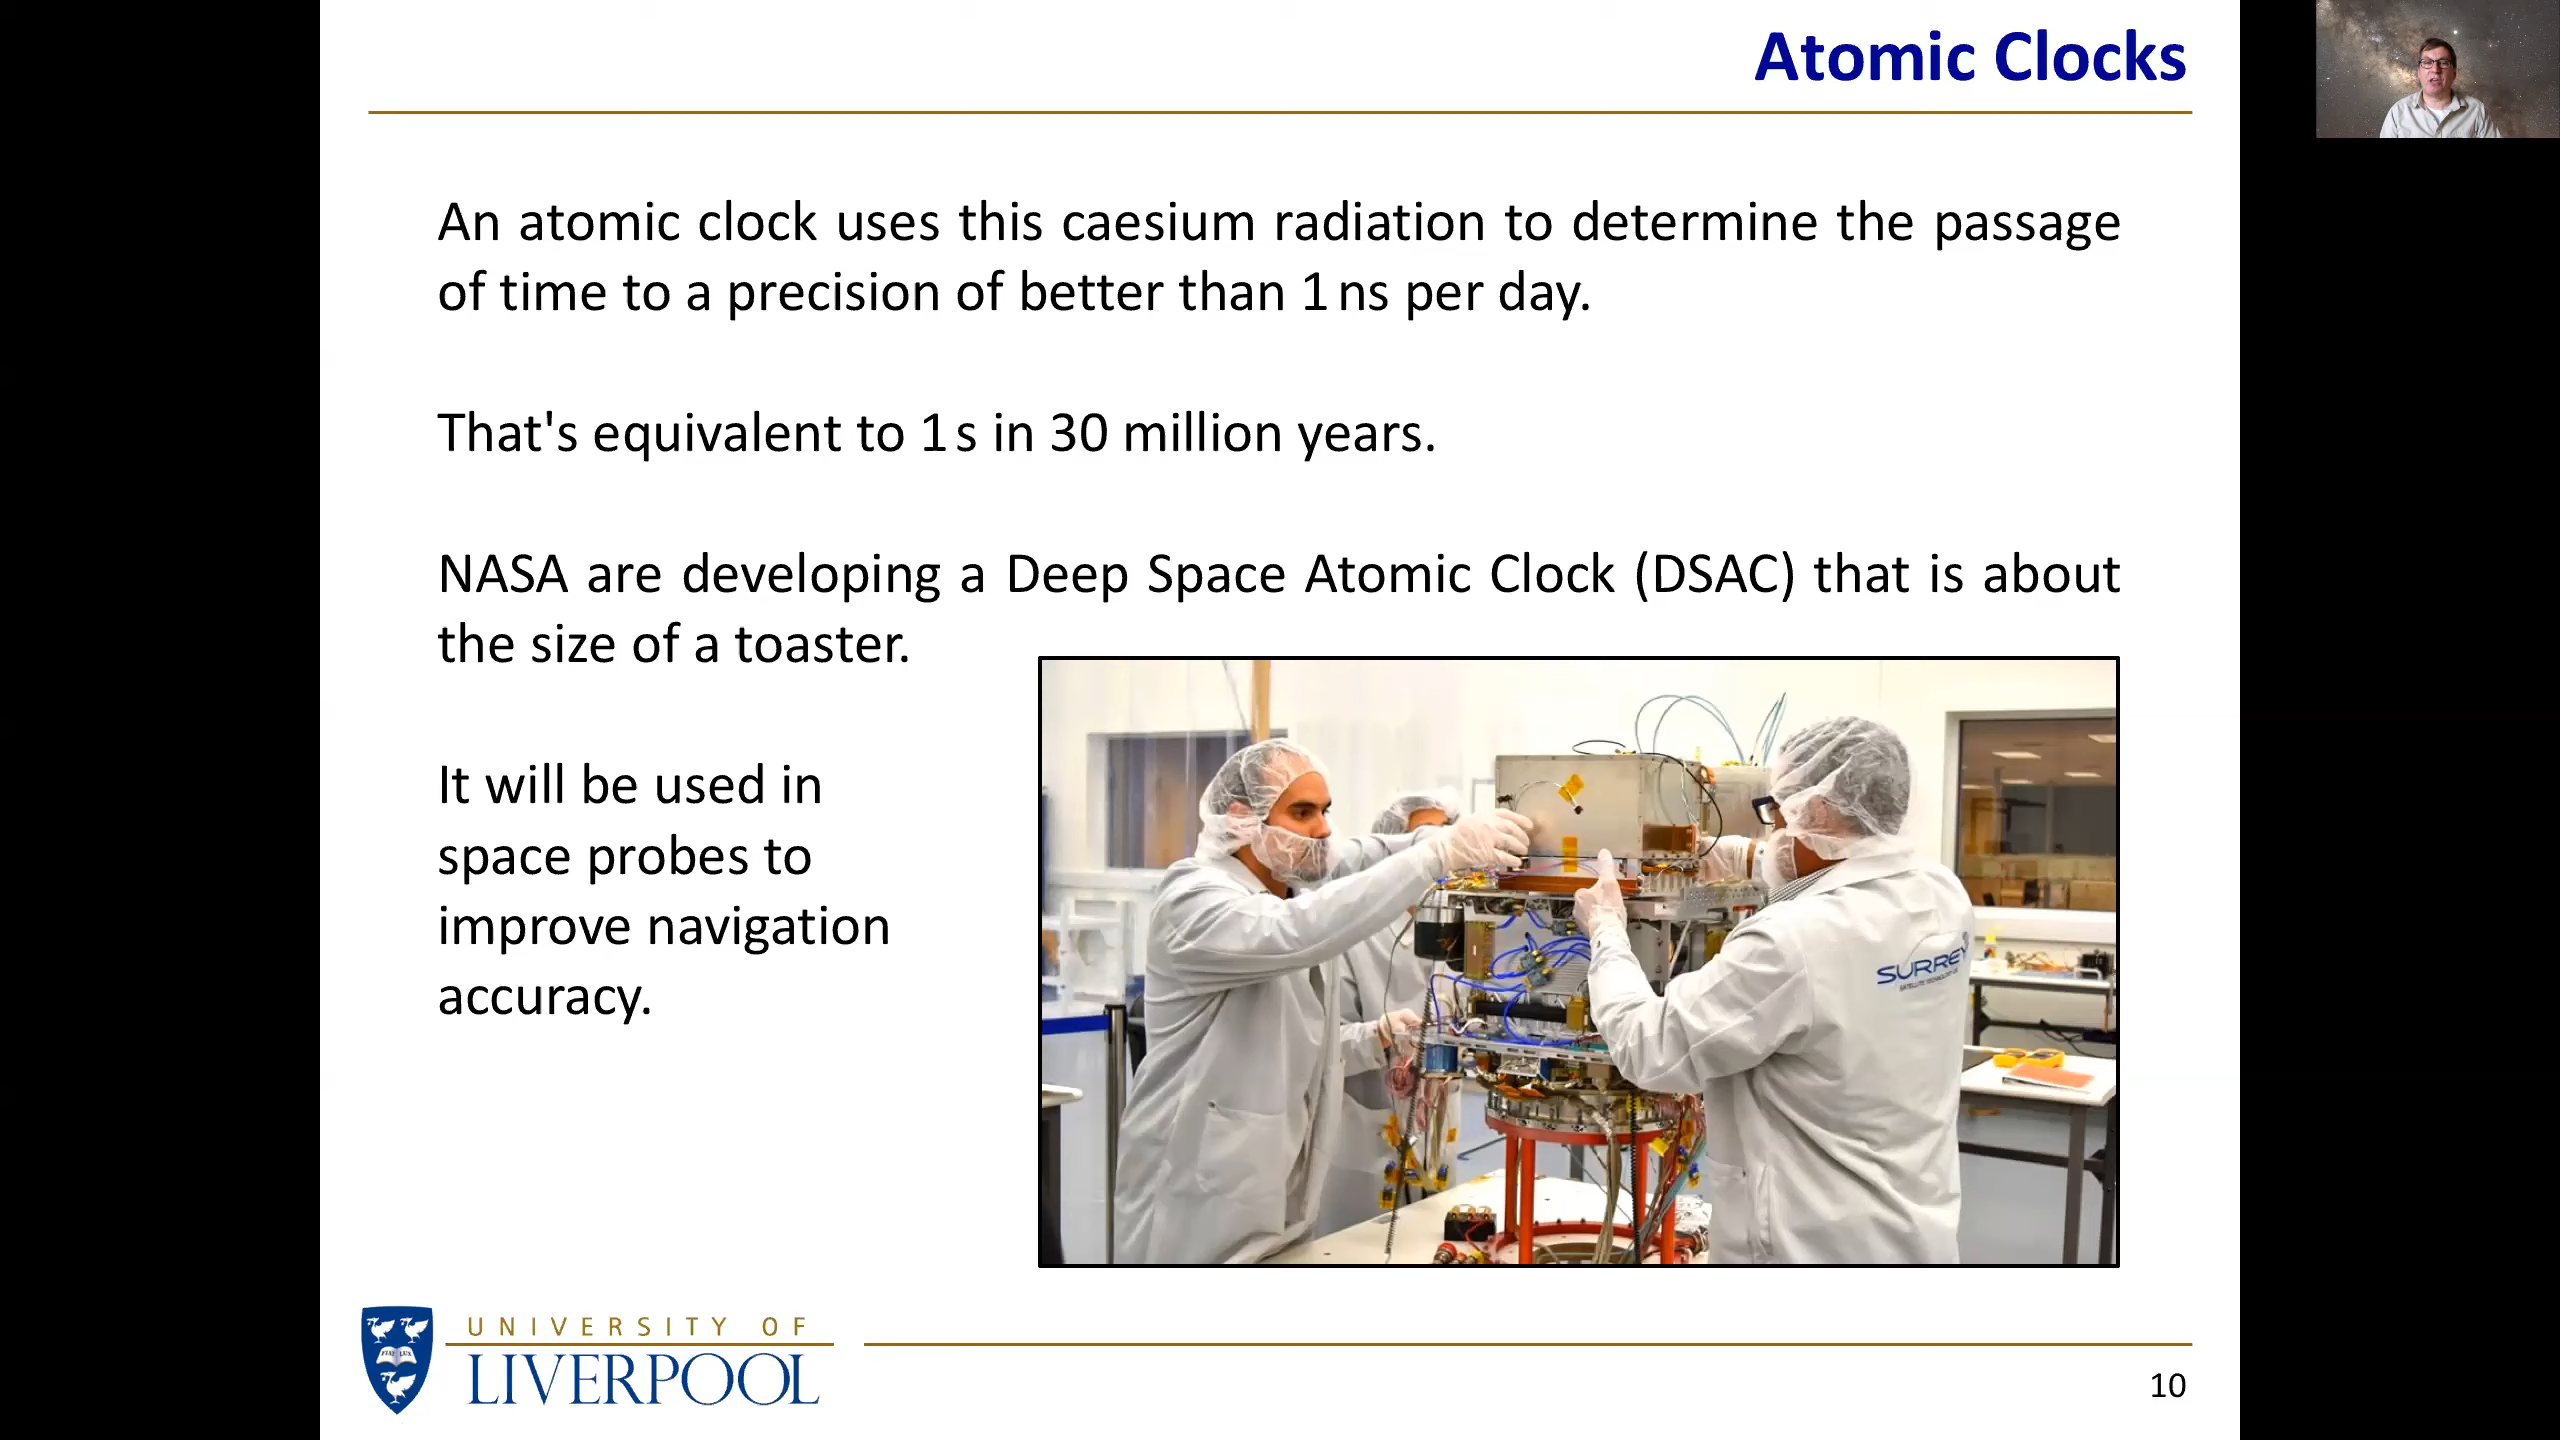 Atomic Clocks
An atomic clock uses this caesium radiation to determine the passage
of time to a precision of better than 1 ns per day.
That's equivalent to 1 s in 30 million years.
NASA are developing a Deep Space Atomic Clock (DSAC) that is about
the size of a toaster.
It will be used in
space probes to
improve navigation
accuracy.
SURREY
UNIVERSITY OF
LIVERPOOL
FIAT LUX
10